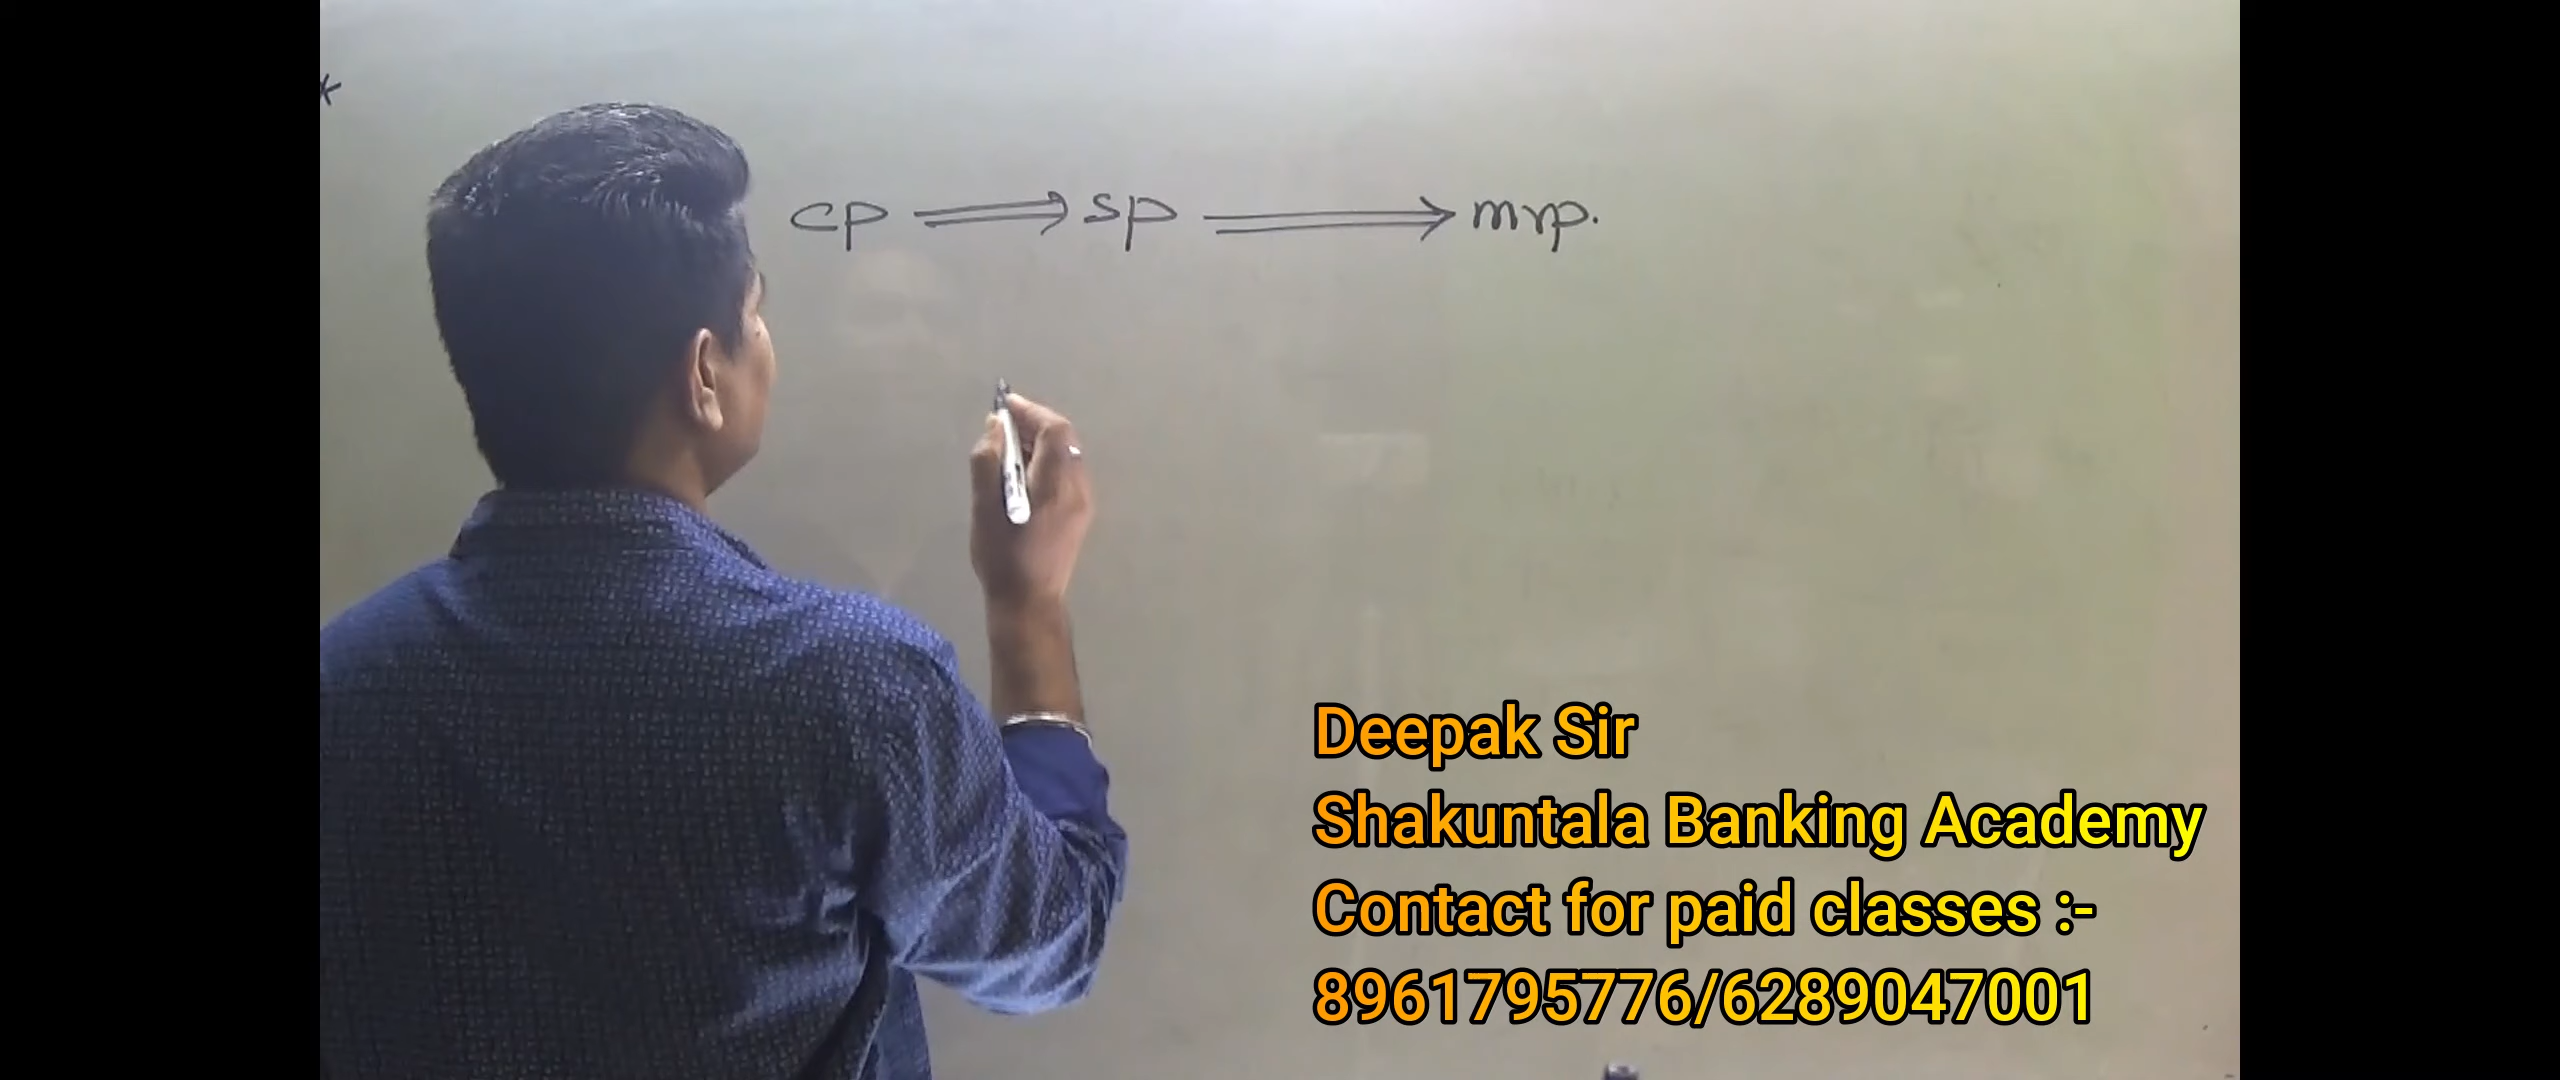 *
cp ⟹ sp ⟹ mrp.
Deepak Sir
Shakuntala Banking Academy
Contact for paid classes :-
8961795776/6289047001